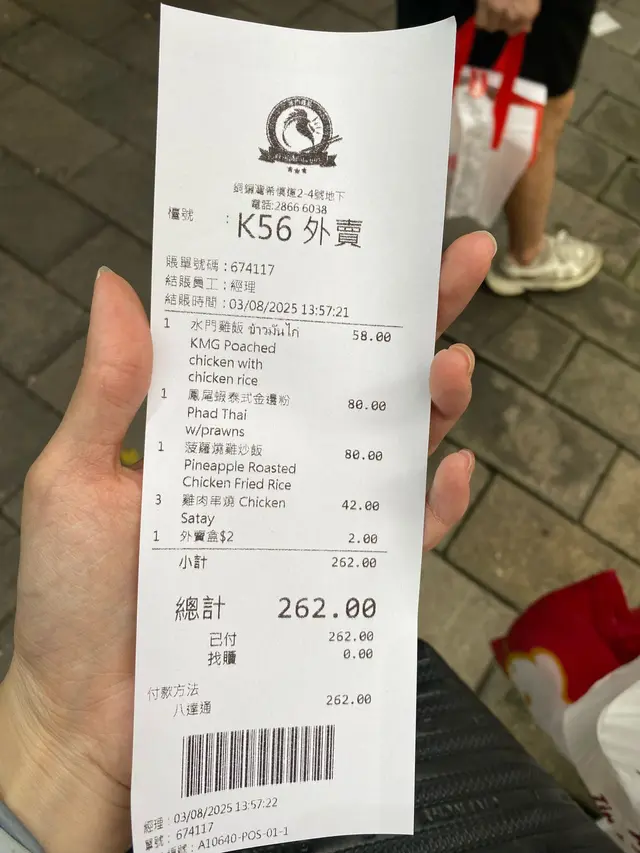 銅鑼灣希慎道2-4號地下
電話:2866 6038
檯號 : K56 外賣
賬單號碼 : 674117
結賬員工 : 經理
結賬時間 : 03/08/2025 13:57:21
1 水門雞飯 ข้าวมันไก่ 58.00
KMG Poached
chicken with
chicken rice
1 鳳尾蝦泰式金邊粉 80.00
Phad Thai
w/prawns
1 菠蘿燒雞炒飯 80.00
Pineapple Roasted
Chicken Fried Rice
3 雞肉串燒 Chicken 42.00
Satay
1 外賣盒$2 2.00
小計 262.00
總計 262.00
已付 262.00
找贖 0.00
付款方法
八達通 262.00
經理 : 03/08/2025 13:57:22
單號 : 674117
機號 : A10640-POS-01-1